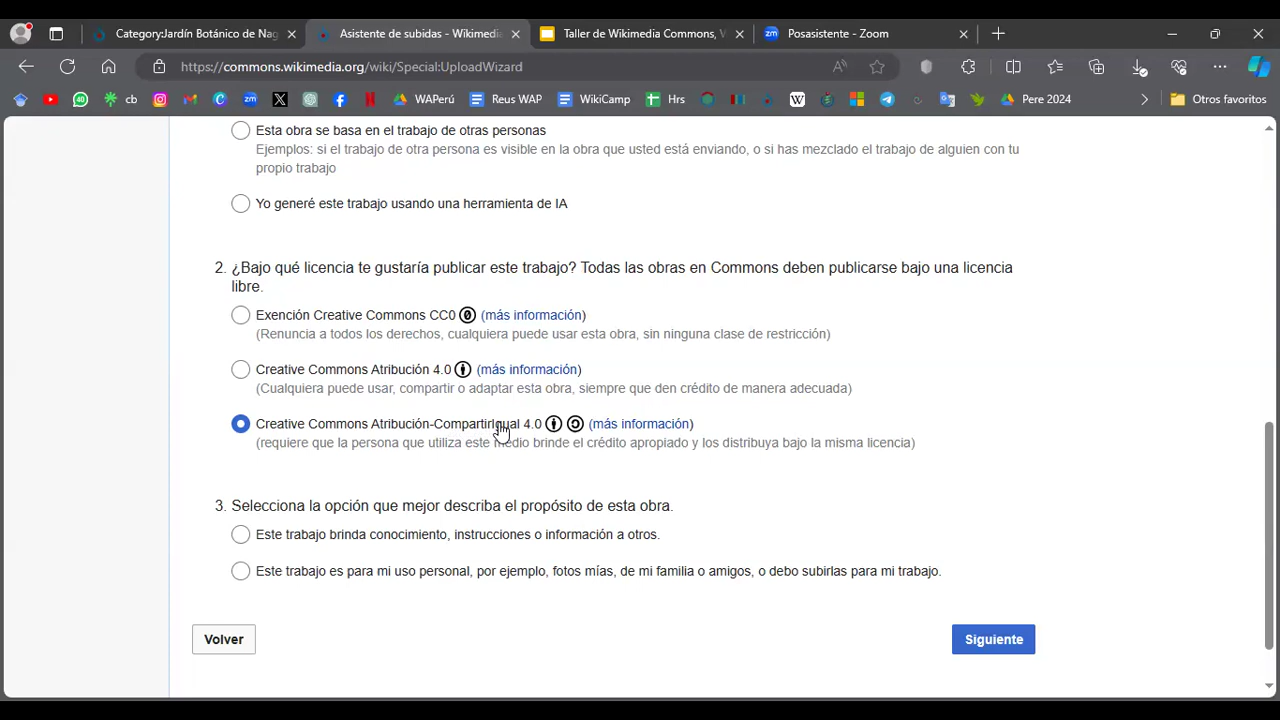 CategoryːJardín Botánico de Nag
Asistente de subidas - Wikimedi
Taller de Wikimedia Commons, W
zm
Posasistente - Zoom
https://commons.wikimedia.org/wiki/Special:UploadWizard
cb
zm
WAPerú
Reus WAP
WikiCamp
Hrs
W
Pere 2024
Otros favoritos
Esta obra se basa en el trabajo de otras personas
Ejemplos: si el trabajo de otra persona es visible en la obra que usted está enviando, o si has mezclado el trabajo de alguien con tu
propio trabajo
Yo generé este trabajo usando una herramienta de IA
2. ¿Bajo qué licencia te gustaría publicar este trabajo? Todas las obras en Commons deben publicarse bajo una licencia
libre.
Exención Creative Commons CC0 (más información)
(Renuncia a todos los derechos, cualquiera puede usar esta obra, sin ninguna clase de restricción)
Creative Commons Atribución 4.0 (más información)
(Cualquiera puede usar, compartir o adaptar esta obra, siempre que den crédito de manera adecuada)
Creative Commons Atribución-CompartirIgual 4.0 (más información)
(requiere que la persona que utiliza este medio brinde el crédito apropiado y los distribuya bajo la misma licencia)
3. Selecciona la opción que mejor describa el propósito de esta obra.
Este trabajo brinda conocimiento, instrucciones o información a otros.
Este trabajo es para mi uso personal, por ejemplo, fotos mías, de mi familia o amigos, o debo subirlas para mi trabajo.
Volver
Siguiente